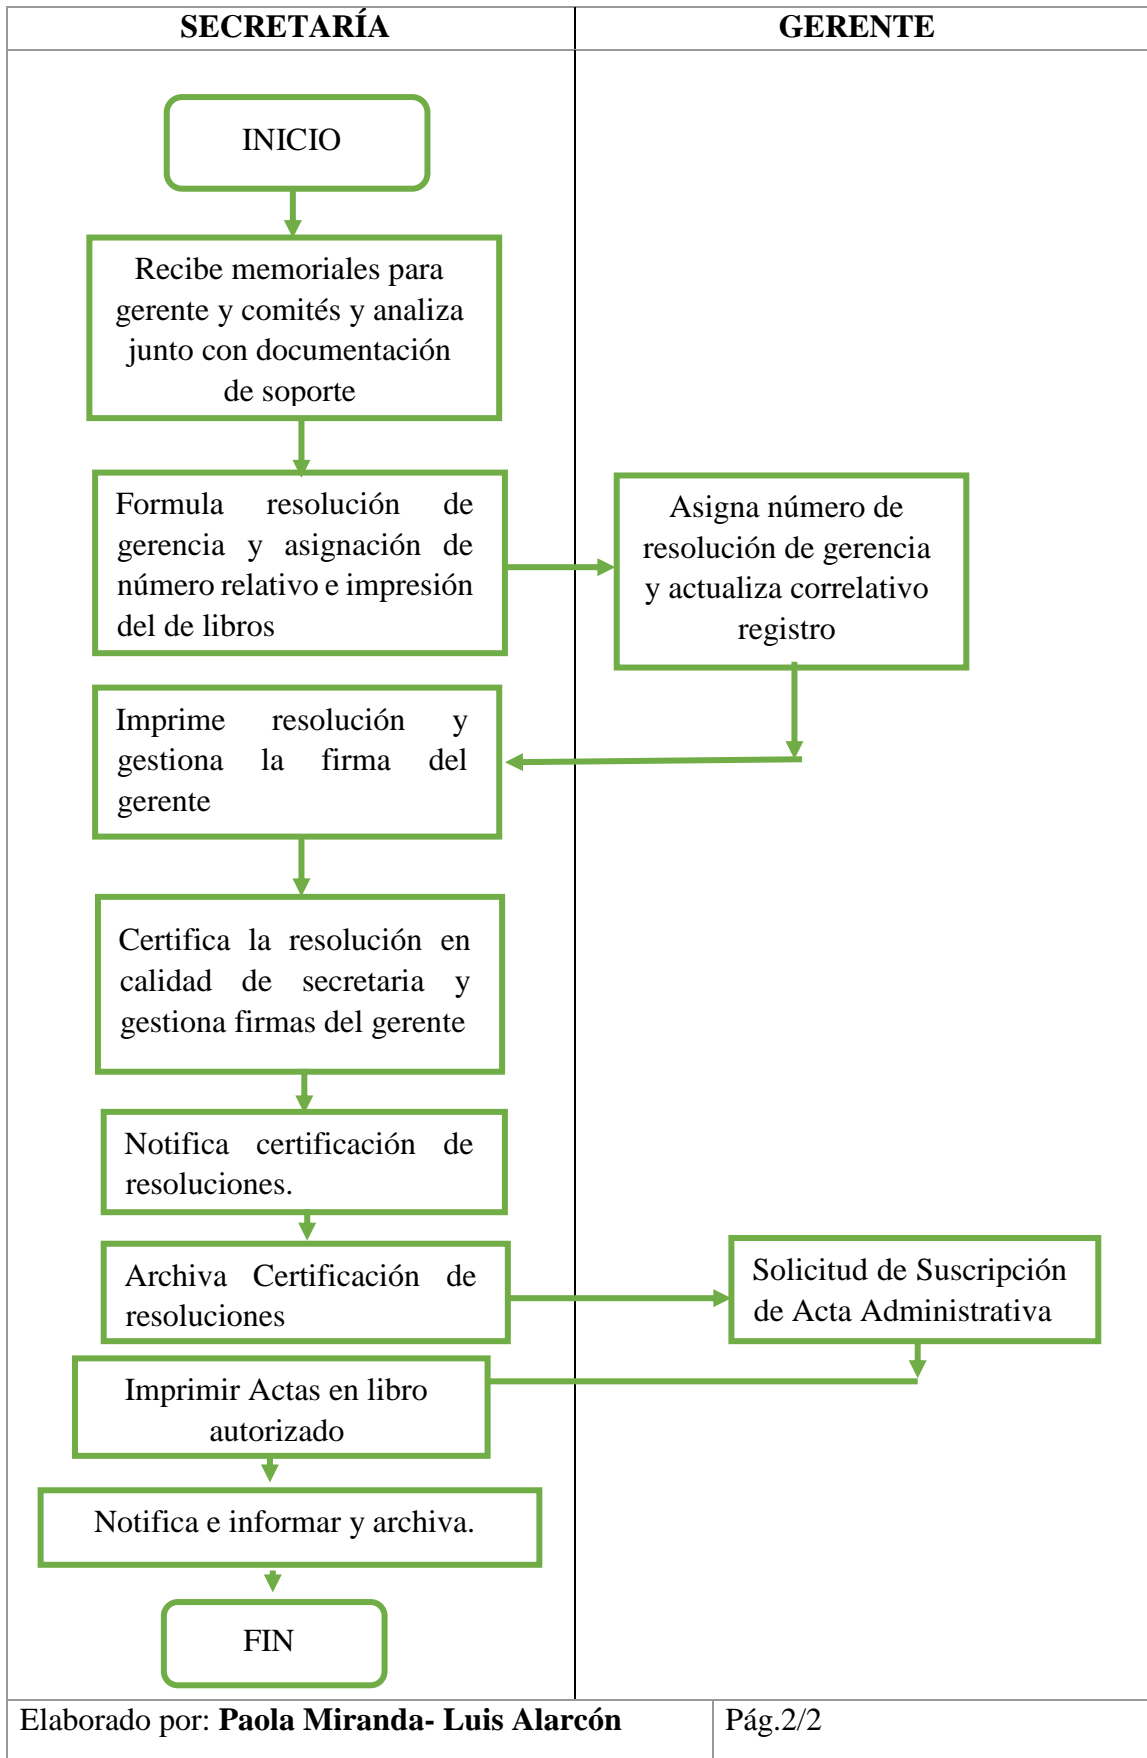 SECRETARÍA
GERENTE
INICIO
Recibe memoriales para
gerente y comités y analiza
junto con documentación
de soporte
Formula resolución de
gerencia y asignación de
número relativo e impresión
del de libros
Asigna número de
resolución de gerencia
y actualiza correlativo
registro
Imprime resolución y
gestiona la firma del
gerente
Certifica la resolución en
calidad de secretaria y
gestiona firmas del gerente
Notifica certificación de
resoluciones.
Archiva Certificación de
resoluciones
Solicitud de Suscripción
de Acta Administrativa
Imprimir Actas en libro
autorizado
Notifica e informar y archiva.
FIN
Elaborado por: Paola Miranda- Luis Alarcón
Pág.2/2